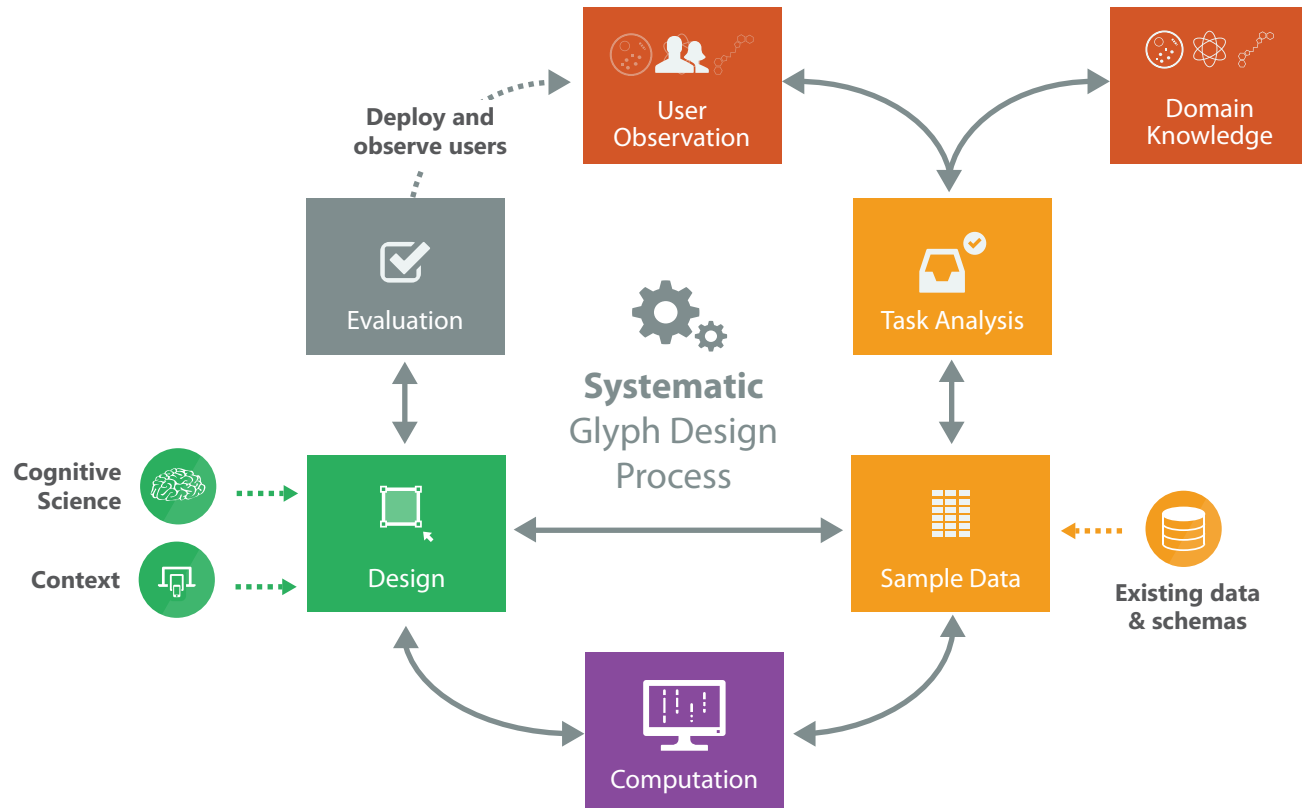 User
Observation
Domain
Knowledge
Deploy and
observe users
Evaluation
Task Analysis
Systematic
Glyph Design
Process
Cognitive
Science
Context
Design
Sample Data
Existing data
& schemas
Computation